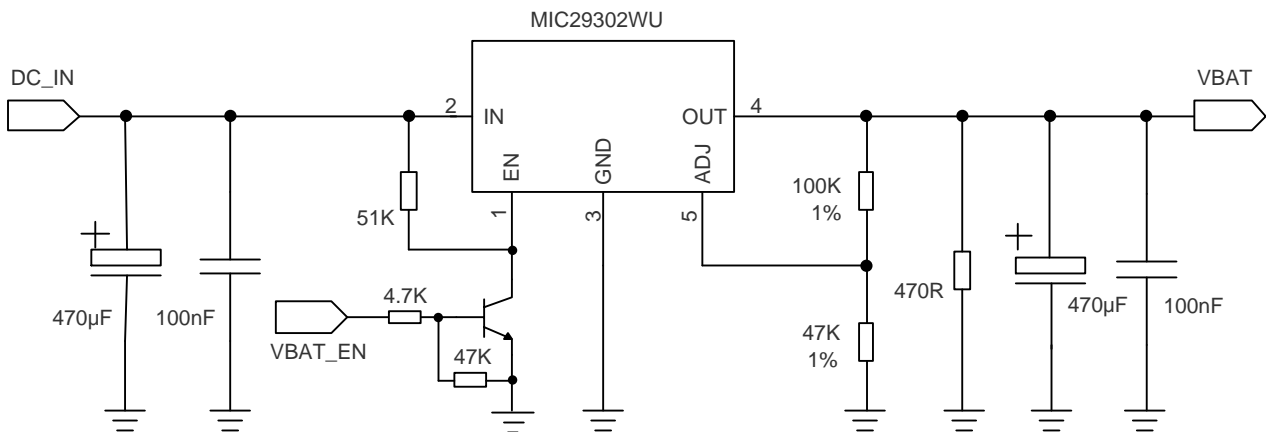 MIC29302WU
DC_IN
VBAT
2
IN
OUT
4
EN
GND
ADJ
1
3
5
51K
100K
1%
470µF
100nF
4.7K
VBAT_EN
47K
47K
1%
470R
470µF
100nF